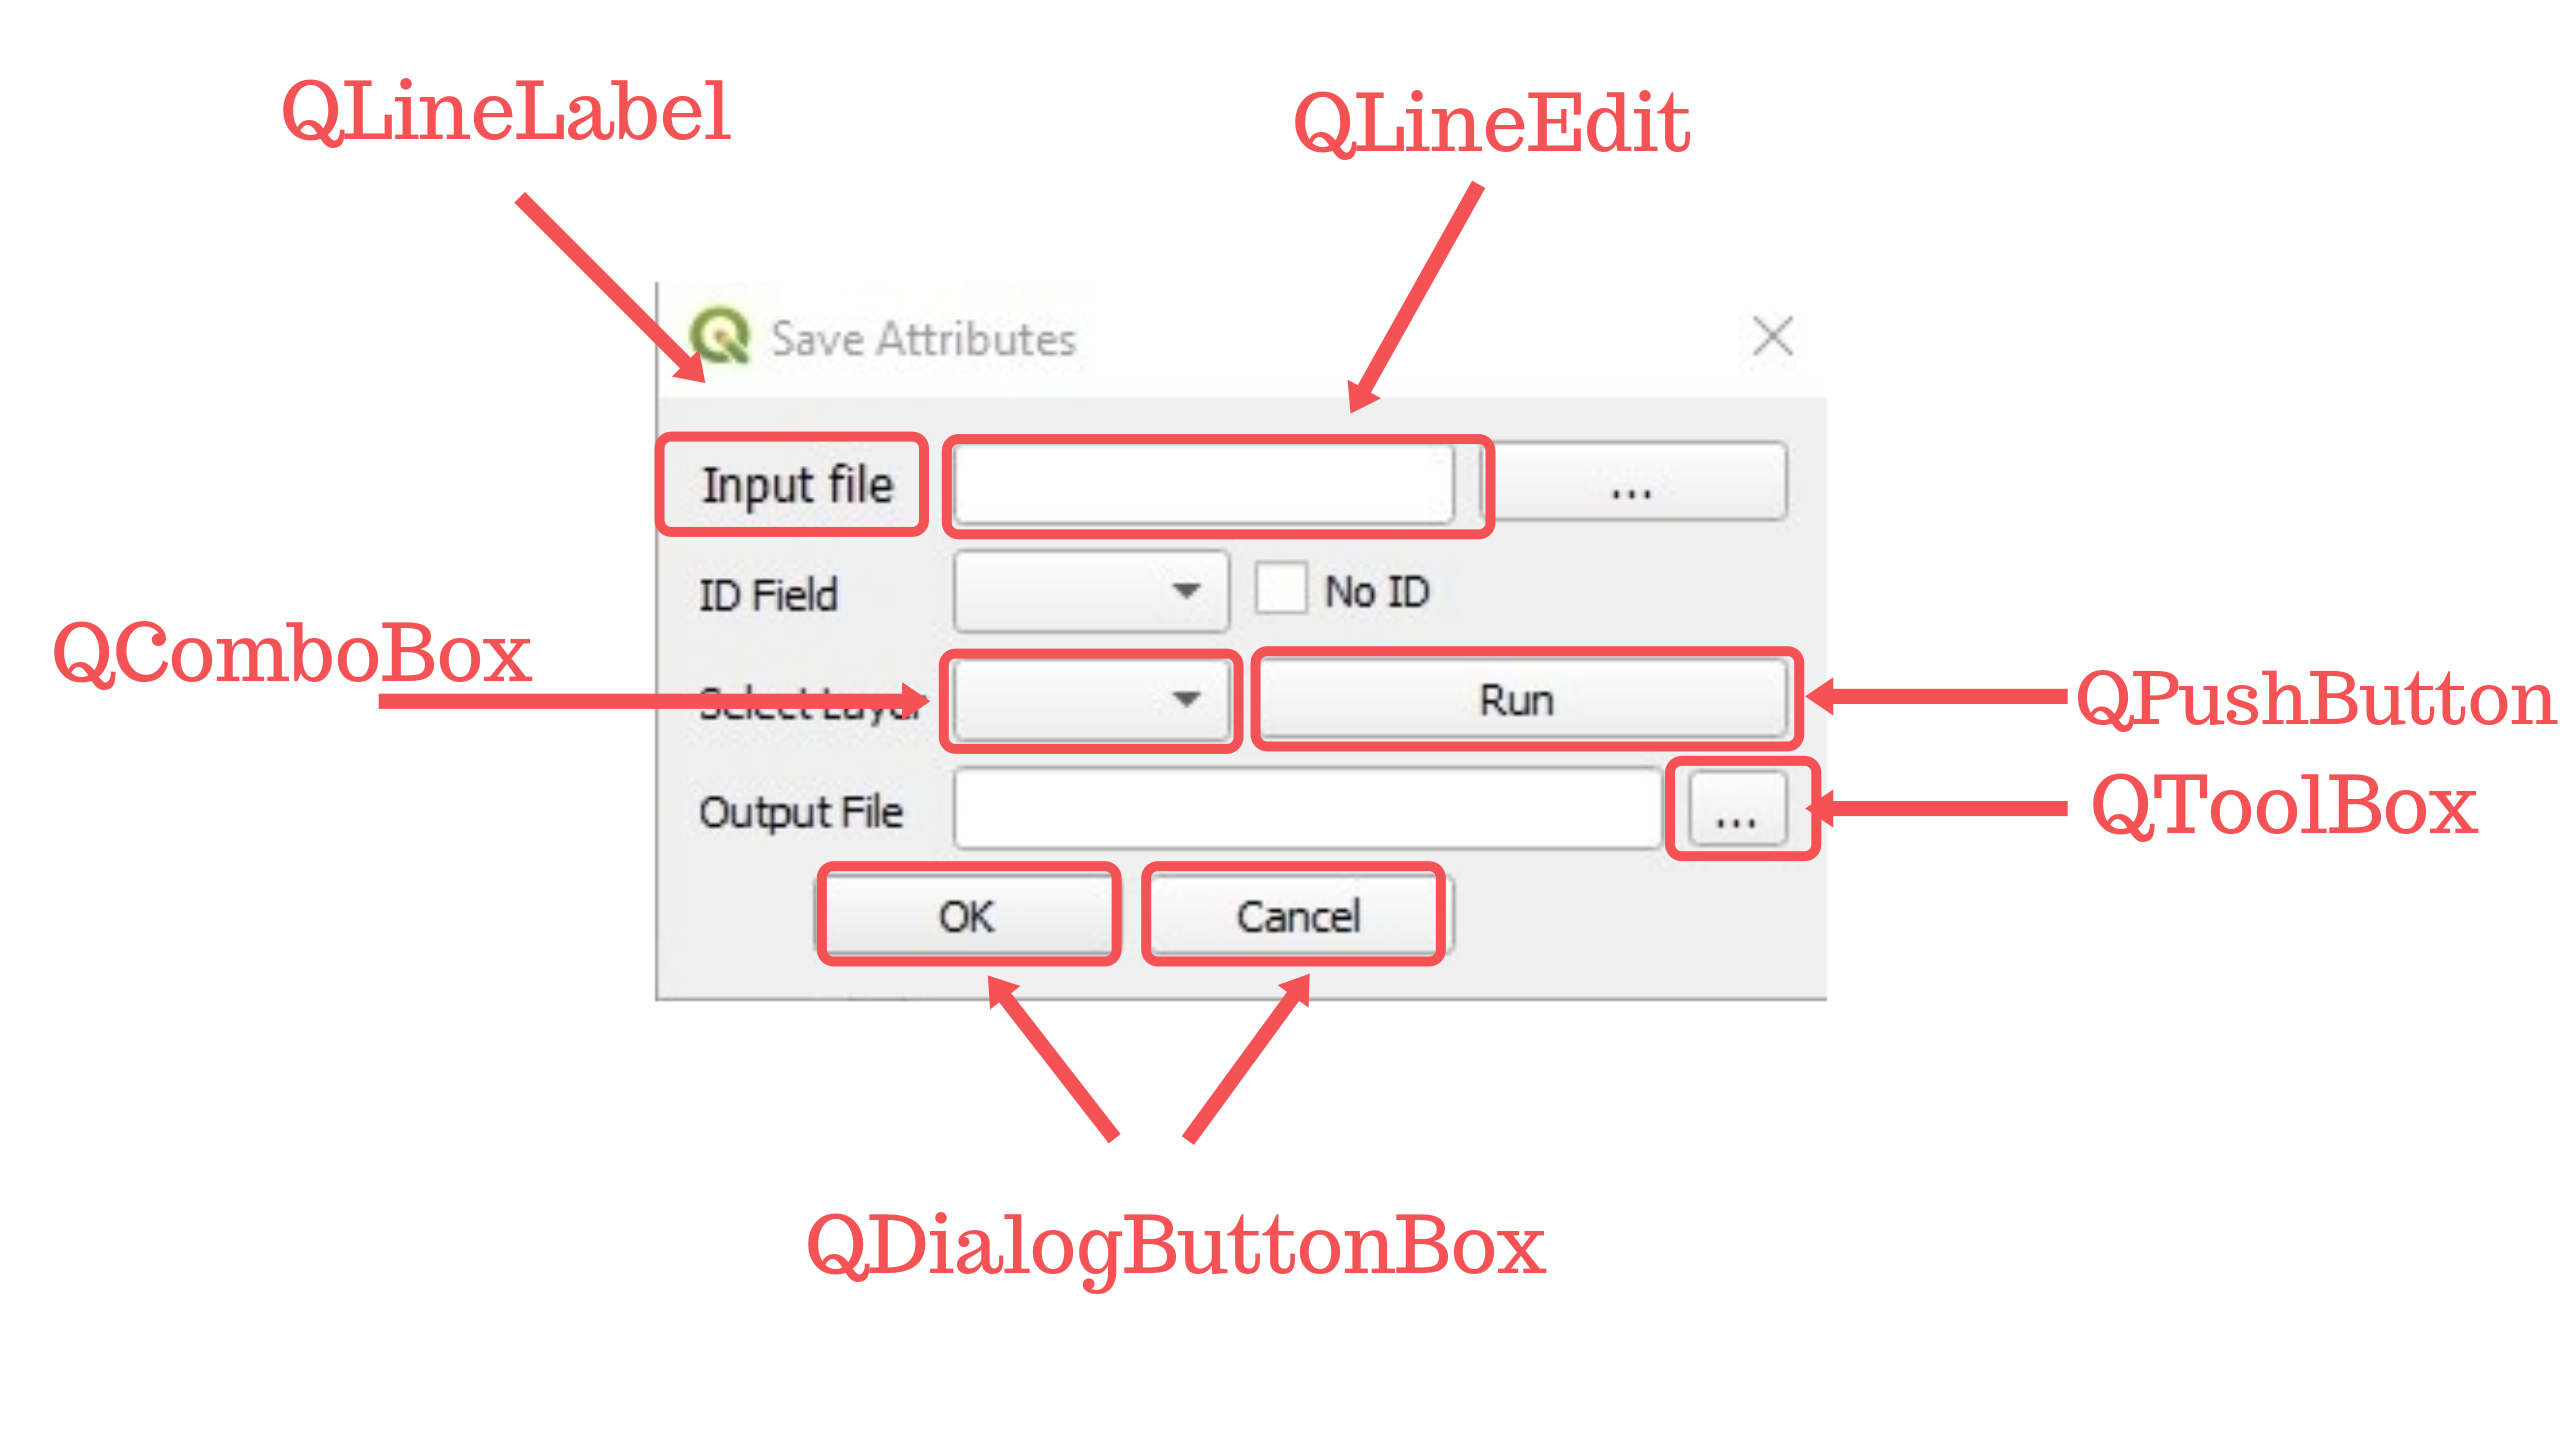 QLineLabel
QLineEdit
Save Attributes
Input file
...
ID Field
No ID
QComboBox
Select Layer
Run
QPushButton
Output File
...
QToolBox
OK
Cancel
QDialogButtonBox